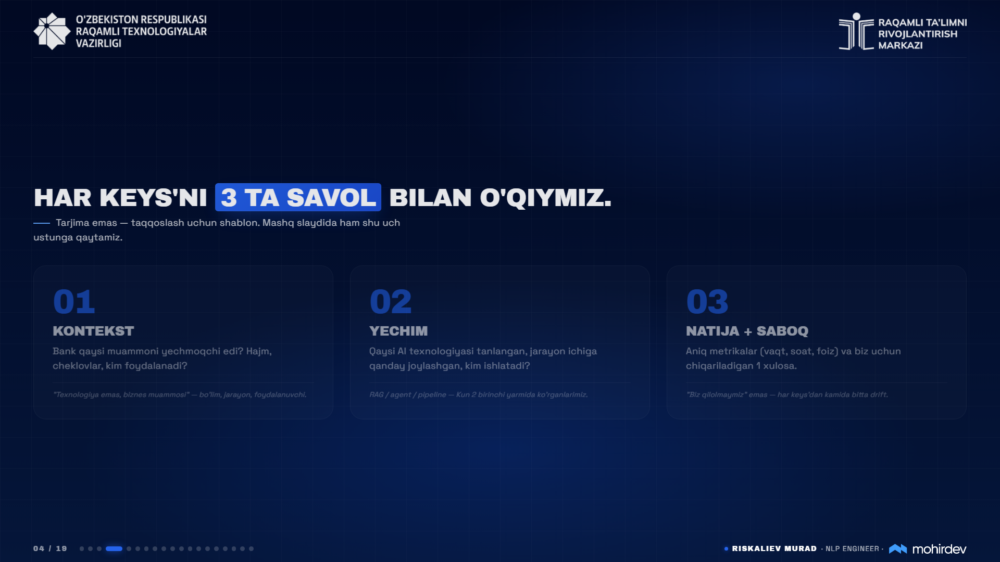 O'ZBEKISTON RESPUBLIKASI
RAQAMLI TEXNOLOGIYALAR
VAZIRLIGI
RAQAMLI TA'LIMNI
RIVOJLANTIRISH
MARKAZI
HAR KEYS'NI 3 TA SAVOL BILAN O'QIYMIZ.
— Tarjima emas — taqqoslash uchun shablon. Mashq slaydida ham shu uch
ustunga qaytamiz.
01
KONTEKST
Bank qaysi muammoni yechmoqchi edi? Hajm,
cheklovlar, kim foydalanadi?
"Texnologiya emas, biznes muammosi" — bo'lim, jarayon, foydalanuvchi.
02
YECHIM
Qaysi AI texnologiyasi tanlangan, jarayon ichiga
qanday joylashgan, kim ishlatadi?
RAG / agent / pipeline — Kun 2 birinchi yarmida ko'rganlarimiz.
03
NATIJA + SABOQ
Aniq metrikalar (vaqt, soat, foiz) va biz uchun
chiqariladigan 1 xulosa.
"Biz qilolmaymiz" emas — har keys'dan kamida bitta drift.
04 / 19
RISKALIEV MURAD · NLP ENGINEER · mohirdev